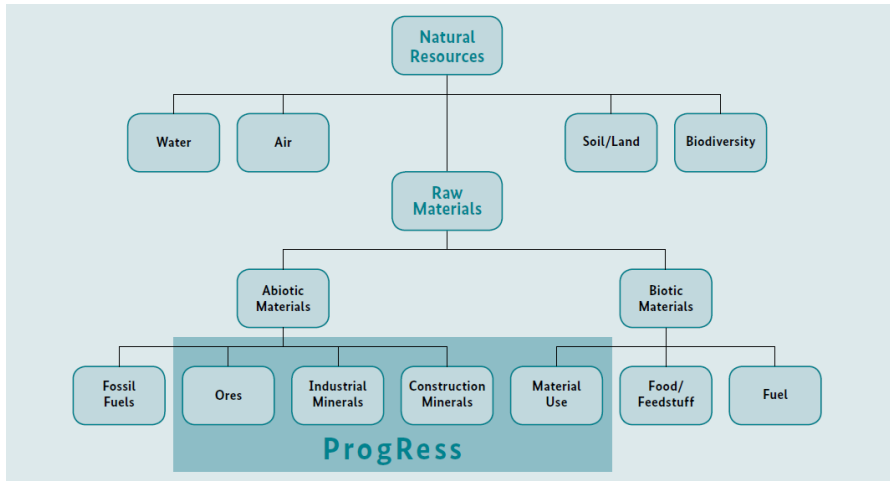 Natural
Resources
Water
Air
Soil/Land
Biodiversity
Raw
Materials
Abiotic
Materials
Biotic
Materials
Fossil
Fuels
Ores
Industrial
Minerals
Construction
Minerals
Material
Use
Food/
Feedstuff
Fuel
ProgRess